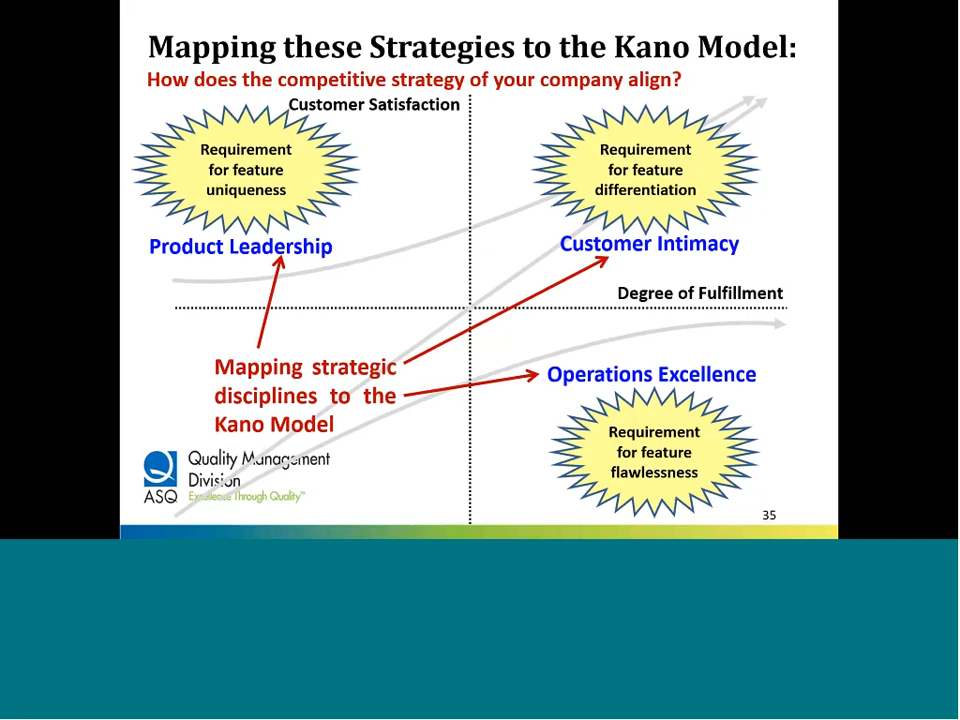 Mapping these Strategies to the Kano Model:
How does the competitive strategy of your company align?
Customer Satisfaction
Requirement
for feature
uniqueness
Product Leadership
Requirement
for feature
differentiation
Customer Intimacy
Degree of Fulfillment
Mapping strategic
disciplines to the
Kano Model
Operations Excellence
Requirement
for feature
flawlessness
Quality Management
Division
ASQ Excellence Through Quality™
35